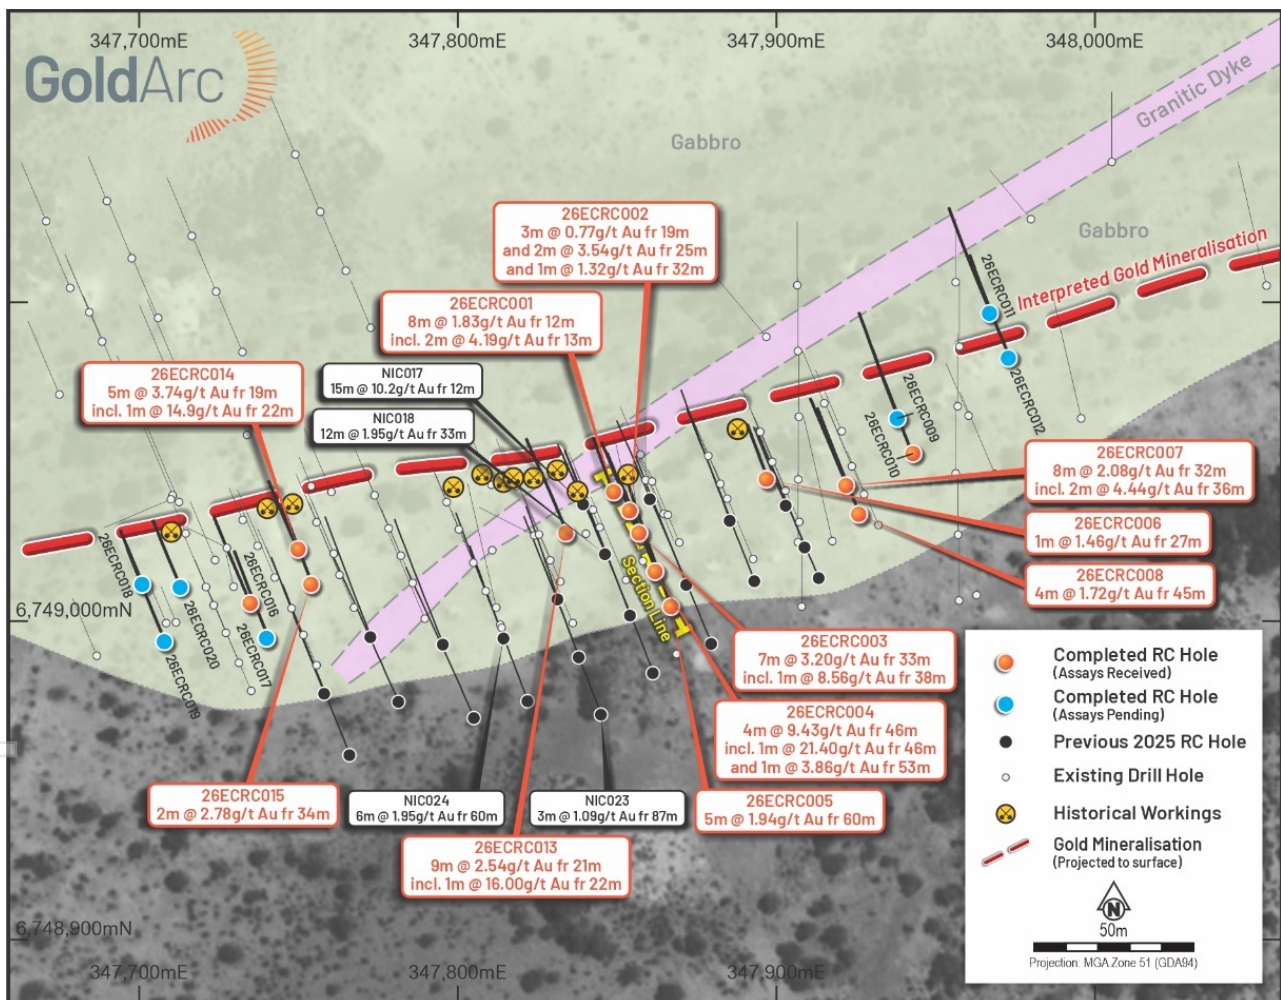 347,700mE
347,800mE
347,900mE
348,000mE
GoldArc
Granitic Dyke
Gabbro
Gabbro
Interpreted Gold Mineralisation
26ECRC002
3m @ 0.77g/t Au fr 19m
and 2m @ 3.54g/t Au fr 25m
and 1m @ 1.32g/t Au fr 32m
26ECRC011
26ECRC001
8m @ 1.83g/t Au fr 12m
incl. 2m @ 4.19g/t Au fr 13m
26ECRC014
5m @ 3.74g/t Au fr 19m
incl. 1m @ 14.9g/t Au fr 22m
NIC017
15m @ 10.2g/t Au fr 12m
NIC018
12m @ 1.95g/t Au fr 33m
26ECRC009
26ECRC010
26ECRC012
26ECRC007
8m @ 2.08g/t Au fr 32m
incl. 2m @ 4.44g/t Au fr 36m
26ECRC006
1m @ 1.46g/t Au fr 27m
26ECRC008
4m @ 1.72g/t Au fr 45m
26ECRC018
26ECRC016
26ECRC020
26ECRC017
26ECRC019
6,749,000mN
Section Line
26ECRC003
7m @ 3.20g/t Au fr 33m
incl. 1m @ 8.56g/t Au fr 38m
26ECRC004
4m @ 9.43g/t Au fr 46m
incl. 1m @ 21.40g/t Au fr 46m
and 1m @ 3.86g/t Au fr 53m
26ECRC015
2m @ 2.78g/t Au fr 34m
NIC024
6m @ 1.95g/t Au fr 60m
NIC023
3m @ 1.09g/t Au fr 87m
26ECRC005
5m @ 1.94g/t Au fr 60m
26ECRC013
9m @ 2.54g/t Au fr 21m
incl. 1m @ 16.00g/t Au fr 22m
Completed RC Hole
(Assays Received)
Completed RC Hole
(Assays Pending)
Previous 2025 RC Hole
Existing Drill Hole
Historical Workings
Gold Mineralisation
(Projected to surface)
N
50m
Projection: MGA Zone 51 (GDA94)
6,748,900mN
347,700mE
347,800mE
347,900mE